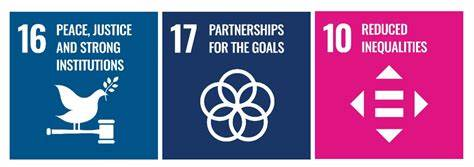 16 PEACE, JUSTICE
AND STRONG
INSTITUTIONS
17 PARTNERSHIPS
FOR THE GOALS
10 REDUCED
INEQUALITIES